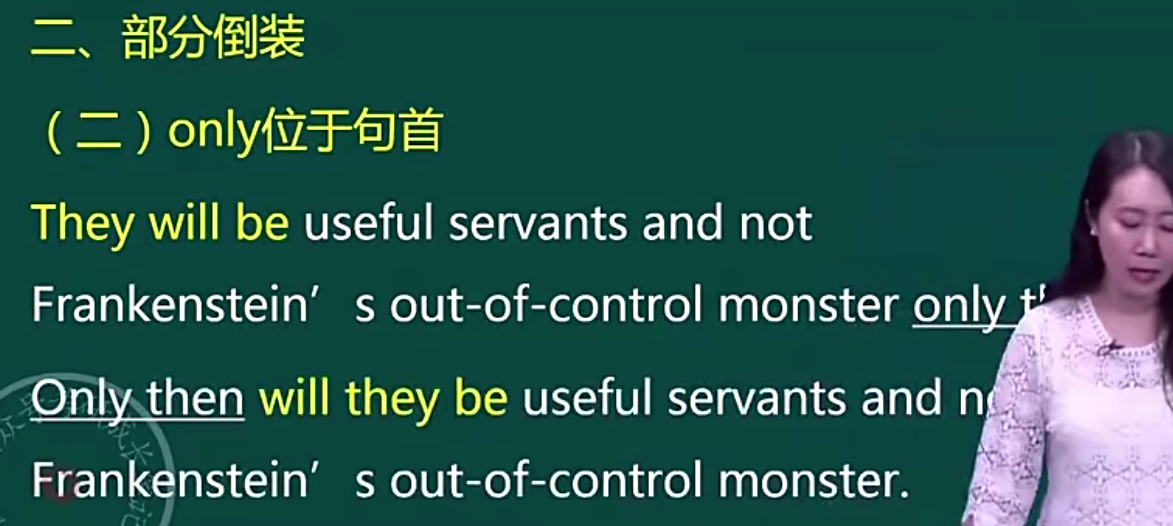 二、部分倒装
（二）only位于句首
They will be useful servants and not
Frankenstein’s out-of-control monster only
Only then will they be useful servants and
Frankenstein’s out-of-control monster.